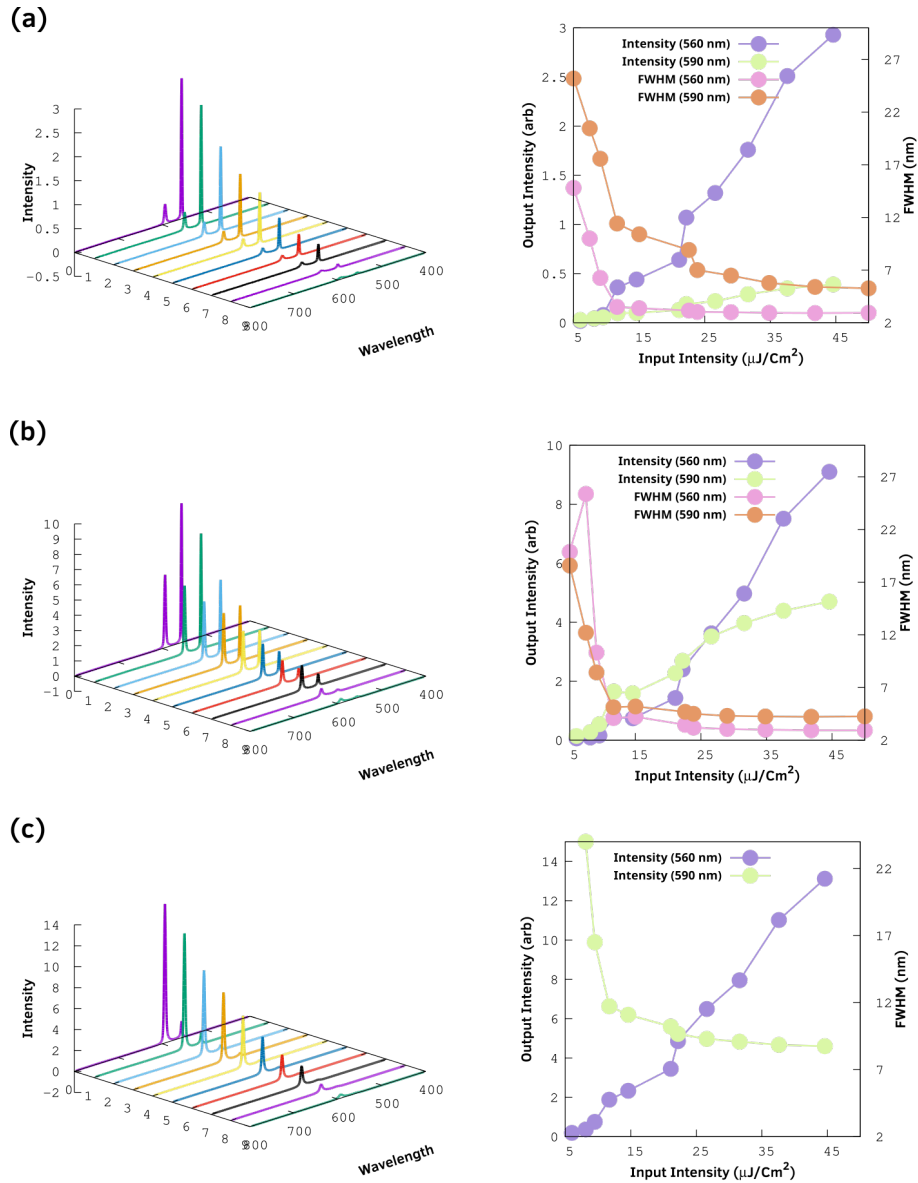 (a)
Intensity
3
2.5
2
1.5
1
0.5
0
-0.5
0 1 2 3 4 5 6 7 8 9
800 700 600 500 400
Wavelength
Output Intensity (arb)
3
2.5
2
1.5
1
0.5
0
Intensity (560 nm)
Intensity (590 nm)
FWHM (560 nm)
FWHM (590 nm)
27
22
17
12
7
2
FWHM (nm)
5 15 25 35 45
Input Intensity (μJ/Cm²)
(b)
Intensity
10
9
8
7
6
5
4
3
2
1
0
-1
0 1 2 3 4 5 6 7 8 9
800 700 600 500 400
Wavelength
Output Intensity (arb)
10
8
6
4
2
0
Intensity (560 nm)
Intensity (590 nm)
FWHM (560 nm)
FWHM (590 nm)
27
22
17
12
7
2
FWHM (nm)
5 15 25 35 45
Input Intensity (μJ/Cm²)
(c)
Intensity
14
12
10
8
6
4
2
0
-2
0 1 2 3 4 5 6 7 8 9
800 700 600 500 400
Wavelength
Output Intensity (arb)
14
12
10
8
6
4
2
0
Intensity (560 nm)
Intensity (590 nm)
22
17
12
7
2
FWHM (nm)
5 15 25 35 45
Input Intensity (μJ/Cm²)